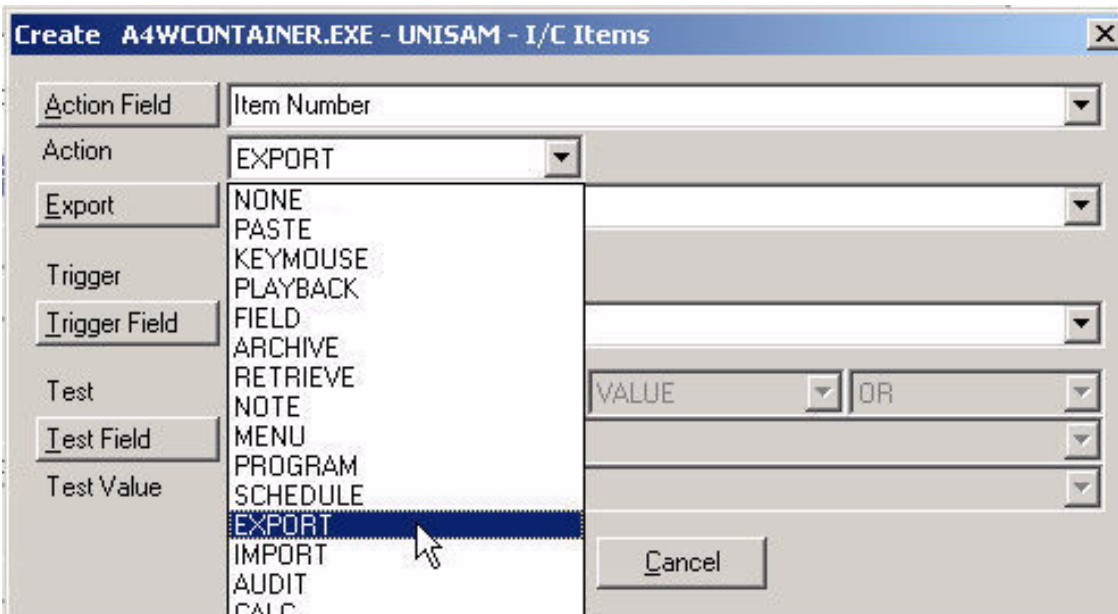 Create A4WCONTAINER.EXE - UNISAM - I/C Items
Action Field Item Number
Action EXPORT
Export
NONE
PASTE
KEYMOUSE
Trigger
PLAYBACK
Trigger Field
FIELD
ARCHIVE
RETRIEVE
Test VALUE OR
NOTE
Test Field
MENU
PROGRAM
Test Value
SCHEDULE
EXPORT
IMPORT
Cancel
AUDIT
CALC